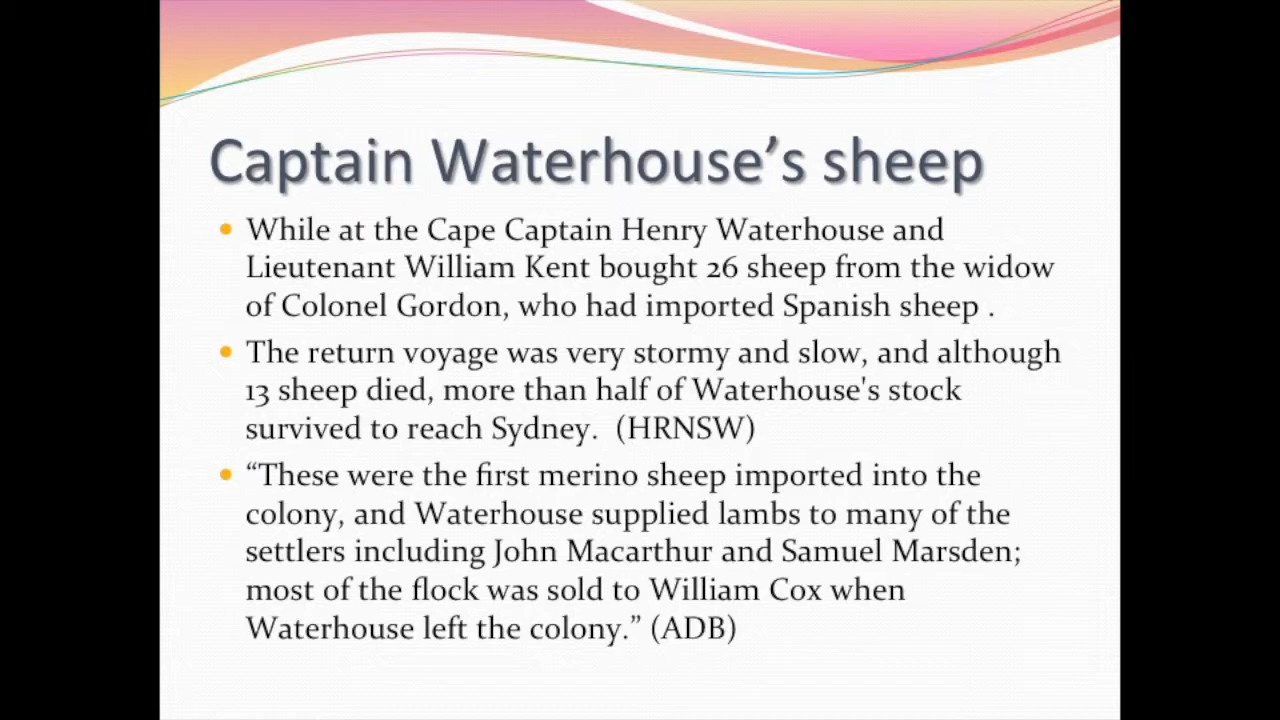 Captain Waterhouse’s sheep
• While at the Cape Captain Henry Waterhouse and
Lieutenant William Kent bought 26 sheep from the widow
of Colonel Gordon, who had imported Spanish sheep .
• The return voyage was very stormy and slow, and although
13 sheep died, more than half of Waterhouse's stock
survived to reach Sydney.  (HRNSW)
• “These were the first merino sheep imported into the
colony, and Waterhouse supplied lambs to many of the
settlers including John Macarthur and Samuel Marsden;
most of the flock was sold to William Cox when
Waterhouse left the colony.” (ADB)